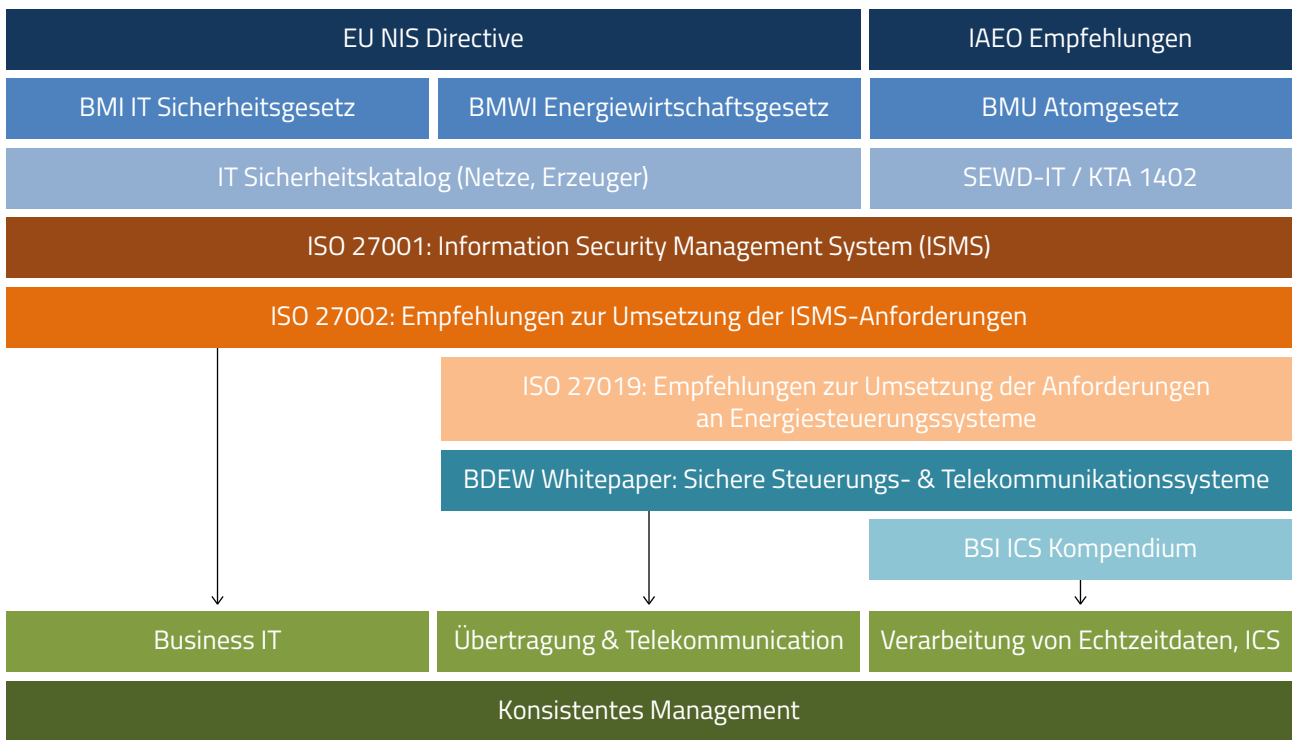 EU NIS Directive
IAEO Empfehlungen
BMI IT Sicherheitsgesetz
BMWI Energiewirtschaftsgesetz
BMU Atomgesetz
IT Sicherheitskatalog (Netze, Erzeuger)
SEWD-IT / KTA 1402
ISO 27001: Information Security Management System (ISMS)
ISO 27002: Empfehlungen zur Umsetzung der ISMS-Anforderungen
ISO 27019: Empfehlungen zur Umsetzung der Anforderungen
an Energiesteuerungssysteme
BDEW Whitepaper: Sichere Steuerungs- & Telekommunikationssysteme
BSI ICS Kompendium
Business IT
Übertragung & Telekommunication
Verarbeitung von Echtzeitdaten, ICS
Konsistentes Management